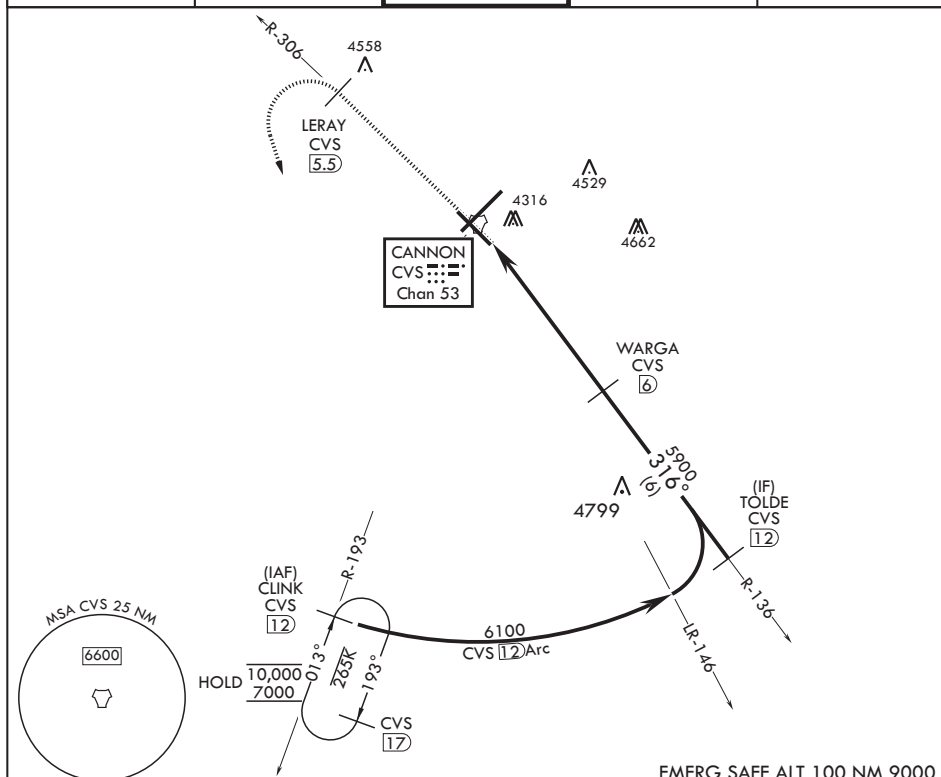 R-306
4558
LERAY
CVS
5.5
4529
4316
4662
CANNON
CVS
Chan 53
WARGA
CVS
6
5900
316°
(6)
4799
(IF)
TOLDE
CVS
12
R-136
R-193
(IAF)
CLINK
CVS
12
6100
CVS 12 Arc
LR-146
MSA CVS 25 NM
6600
HOLD 10,000
7000
013°
265K
193°
CVS
17
EMERG SAFE ALT 100 NM 9000